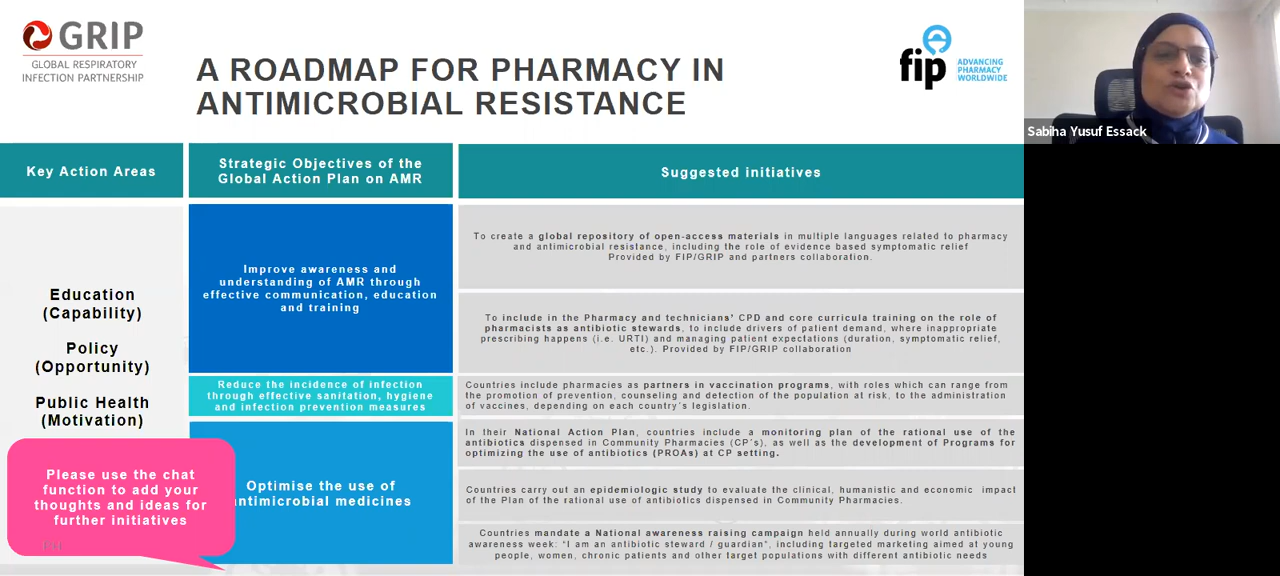 GRIP
GLOBAL RESPIRATORY
INFECTION PARTNERSHIP
A ROADMAP FOR PHARMACY IN
ANTIMICROBIAL RESISTANCE
fip
ADVANCING
PHARMACY
WORLDWIDE
Sabiha Yusuf Essack
Key Action Areas
Strategic Objectives of the
Global Action Plan on AMR
Suggested initiatives
Education
(Capability)
Policy
(Opportunity)
Public Health
(Motivation)
Please use the chat
function to add your
thoughts and ideas for
further initiatives
Improve awareness and
understanding of AMR through
effective communication, education
and training
To create a global repository of open-access materials in multiple languages related to pharmacy
and antimicrobial resistance, including the role of evidence based symptomatic relief
Provided by FIP/GRIP and partners collaboration.
To include in the Pharmacy and technicians' CPD and core curricula training on the role of
pharmacists as antibiotic stewards, to include drivers of patient demand, where inappropriate
prescribing happens (i.e. URTI) and managing patient expectations (duration, symptomatic relief,
etc.). Provided by FIP/GRIP collaboration
Reduce the incidence of infection
through effective sanitation, hygiene
and infection prevention measures
Countries include pharmacies as partners in vaccination programs, with roles which can range from
the promotion of prevention, counseling and detection of the population at risk, to the administration
of vaccines, depending on each country´s legislation.
Optimise the use of
antimicrobial medicines
In their National Action Plan, countries include a monitoring plan of the rational use of the
antibiotics dispensed in Community Pharmacies (CP´s), as well as the development of Programs for
optimizing the use of antibiotics (PROAs) at CP setting.
Countries carry out an epidemiologic study to evaluate the clinical, humanistic and economic impact
of the Plan of the rational use of antibiotics dispensed in Community Pharmacies.
Countries mandate a National awareness raising campaign held annually during world antibiotic
awareness week: "I am an antibiotic steward / guardian", including targeted marketing aimed at young
people, women, chronic patients and other target populations with different antibiotic needs